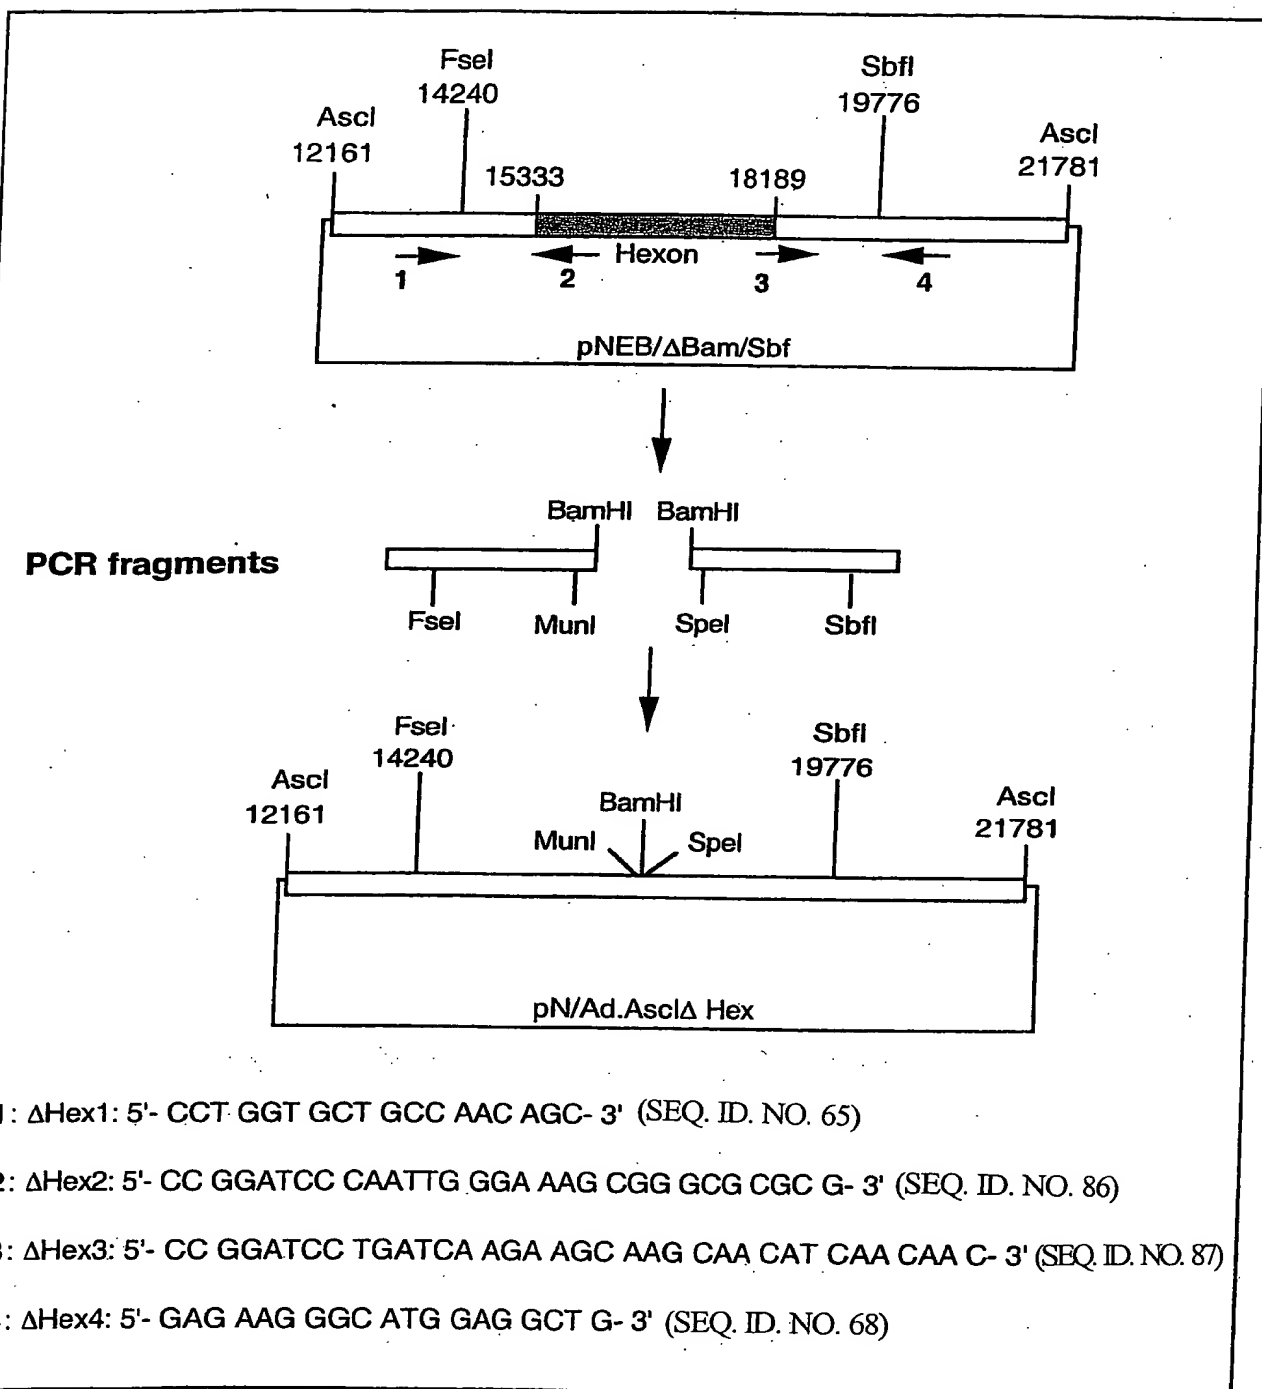 FseI
14240
SbfI
19776
AscI
12161
AscI
21781
15333
18189
Hexon
1
2
3
4
pNEB/ΔBam/Sbf
BamHI BamHI
PCR fragments
FseI MunI SpeI SbfI
FseI
14240
SbfI
19776
AscI
12161
BamHI
AscI
21781
MunI
SpeI
pN/Ad.AscIΔ Hex
1: ΔHex1: 5'- CCT GGT GCT GCC AAC AGC- 3' (SEQ. ID. NO. 65)
2: ΔHex2: 5'- CC GGATCC CAATTG GGA AAG CGG GCG CGC G- 3' (SEQ. ID. NO. 86)
3: ΔHex3: 5'- CC GGATCC TGATCA AGA AGC AAG CAA CAT CAA CAA C- 3' (SEQ. ID. NO. 87)
: ΔHex4: 5'- GAG AAG GGC ATG GAG GCT G- 3' (SEQ. ID. NO. 68)